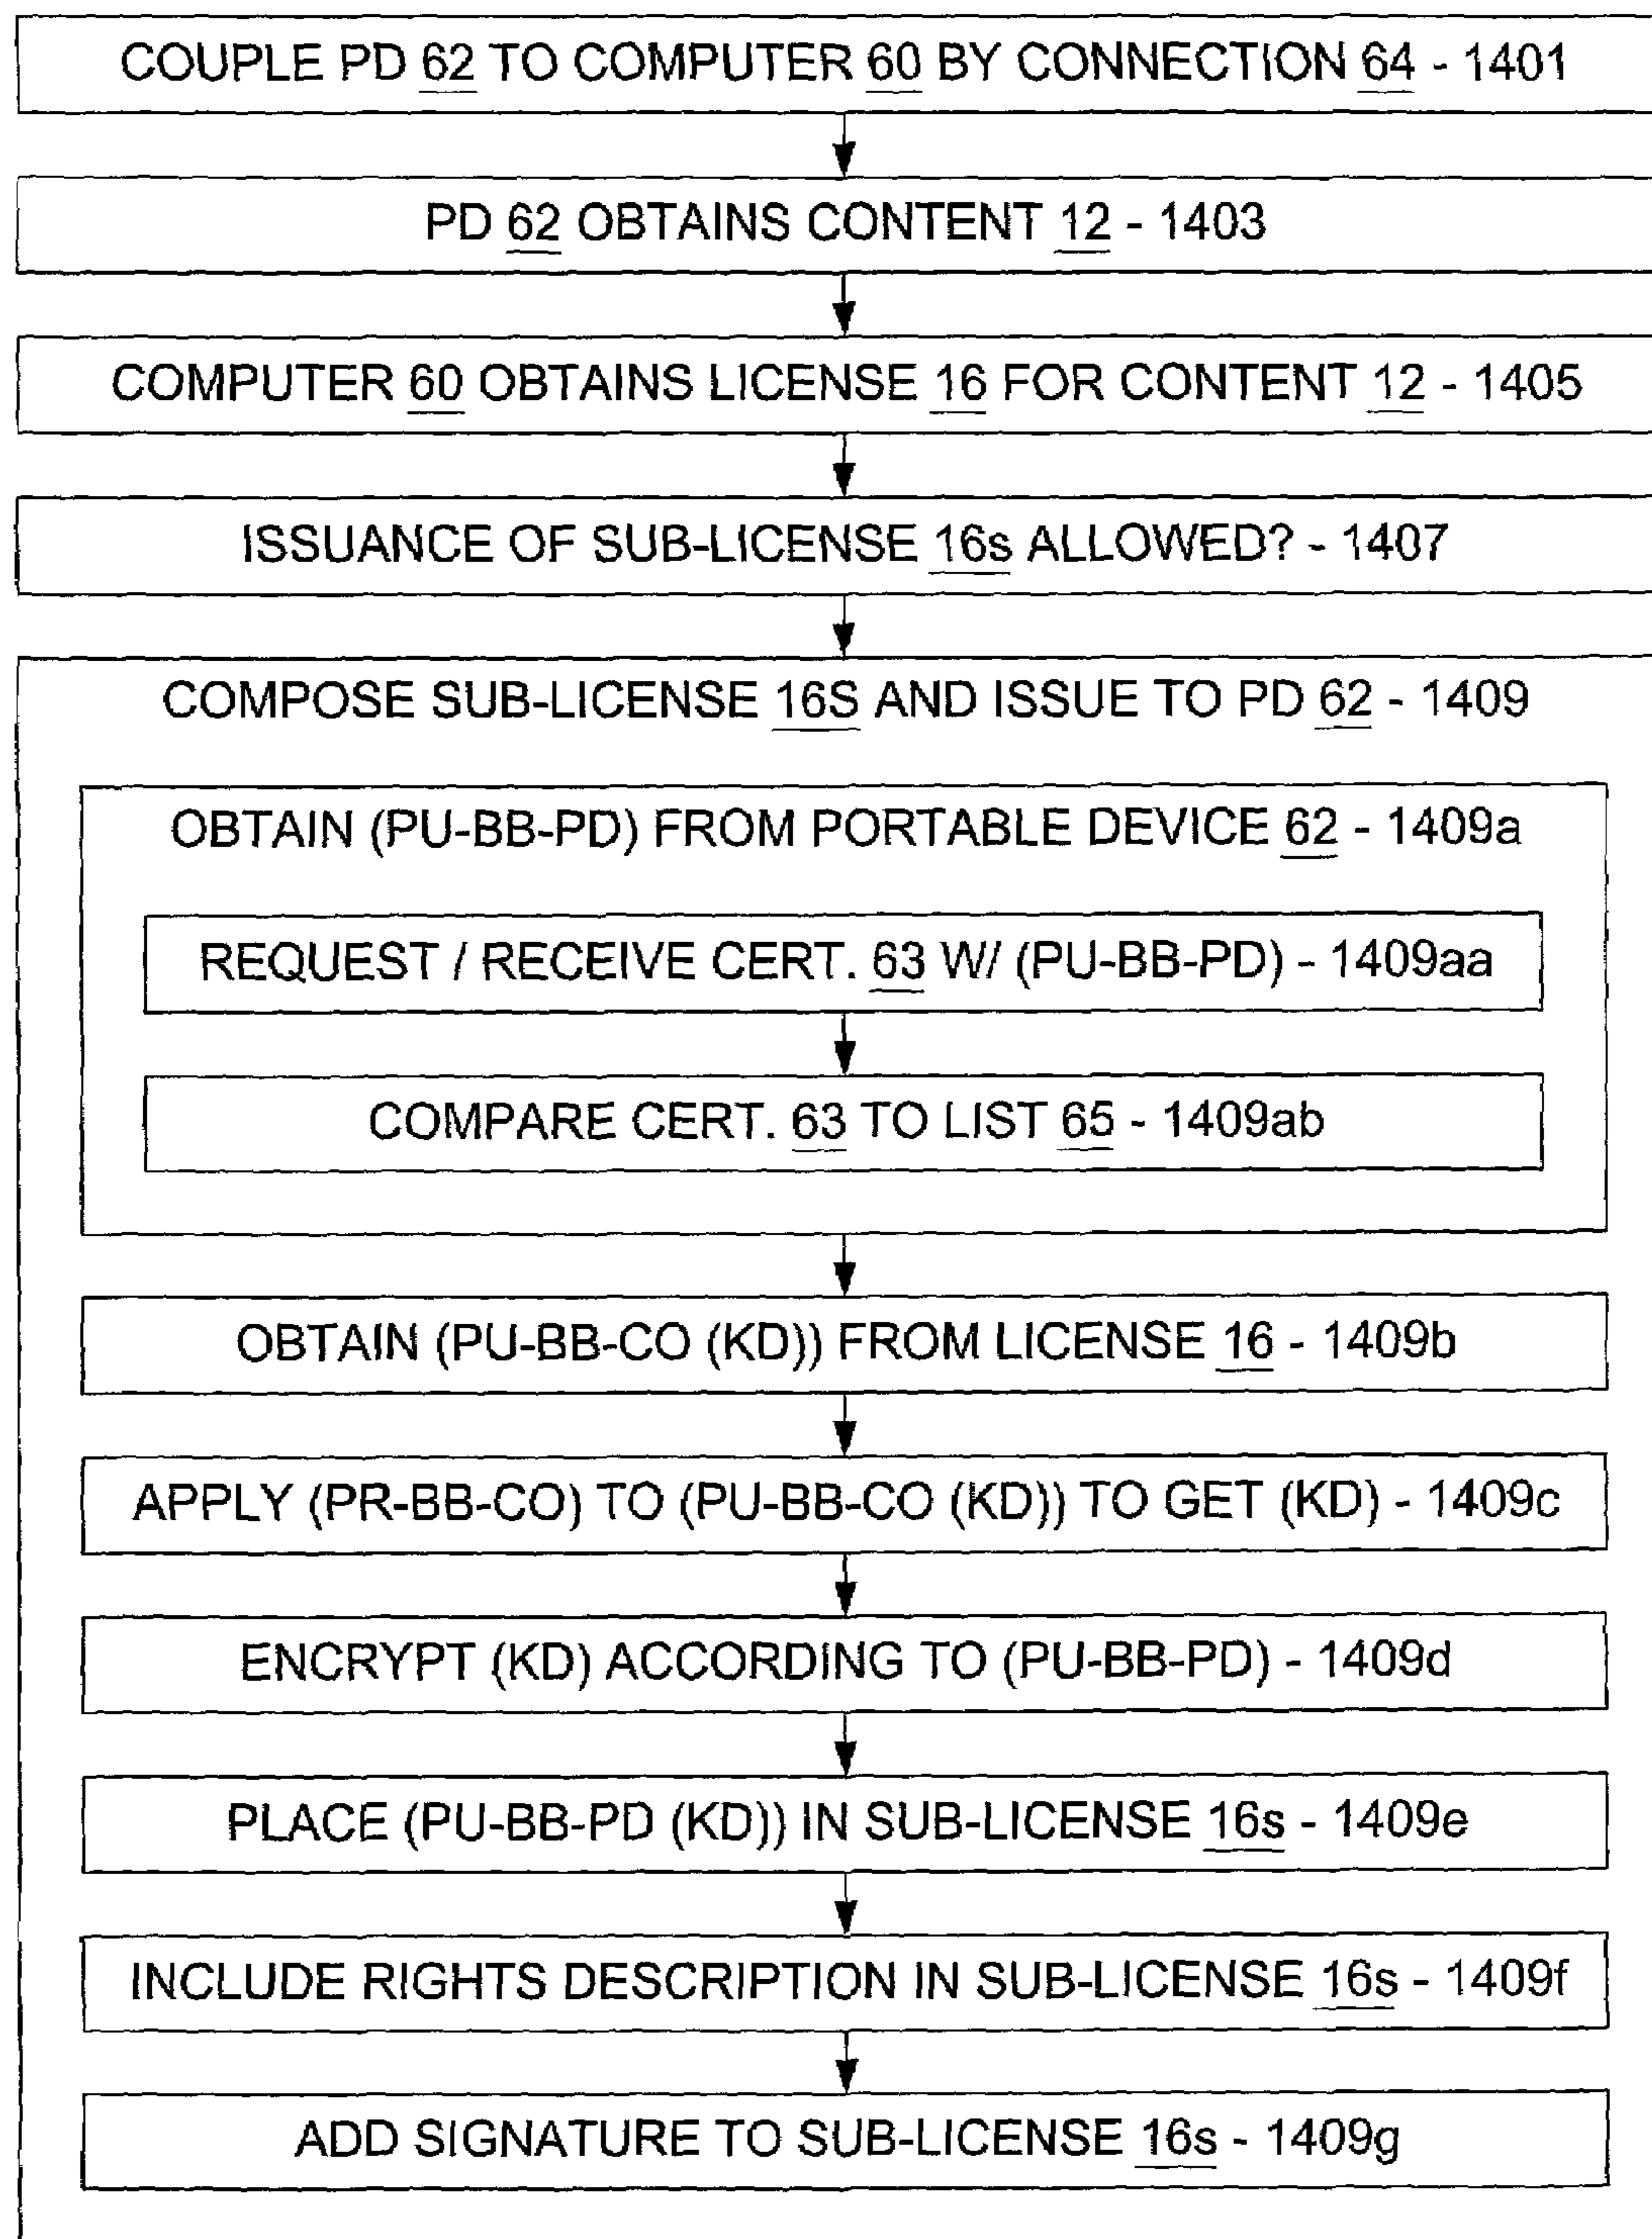 COUPLE PD 62 TO COMPUTER 60 BY CONNECTION 64 - 1401
PD 62 OBTAINS CONTENT 12 - 1403
COMPUTER 60 OBTAINS LICENSE 16 FOR CONTENT 12 - 1405
ISSUANCE OF SUB-LICENSE 16s ALLOWED? - 1407
COMPOSE SUB-LICENSE 16S AND ISSUE TO PD 62 - 1409
OBTAIN (PU-BB-PD) FROM PORTABLE DEVICE 62 - 1409a
REQUEST / RECEIVE CERT. 63 W/ (PU-BB-PD) - 1409aa
COMPARE CERT. 63 TO LIST 65 - 1409ab
OBTAIN (PU-BB-CO (KD)) FROM LICENSE 16 - 1409b
APPLY (PR-BB-CO) TO (PU-BB-CO (KD)) TO GET (KD) - 1409c
ENCRYPT (KD) ACCORDING TO (PU-BB-PD) - 1409d
PLACE (PU-BB-PD (KD)) IN SUB-LICENSE 16s - 1409e
INCLUDE RIGHTS DESCRIPTION IN SUB-LICENSE 16s - 1409f
ADD SIGNATURE TO SUB-LICENSE 16s - 1409g